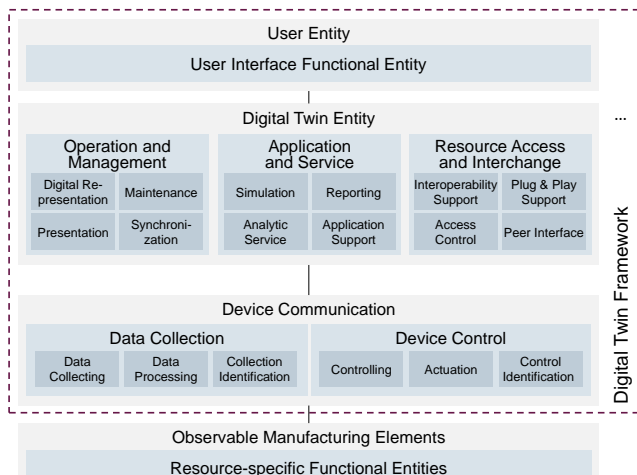 User Entity
User Interface Functional Entity
Digital Twin Entity
...
Operation and
Management
Digital Re-
presentation
Maintenance
Presentation
Synchroni-
zation
Application
and Service
Simulation
Reporting
Analytic
Service
Application
Support
Resource Access
and Interchange
Interoperability
Support
Plug & Play
Support
Access
Control
Peer Interface
Device Communication
Data Collection
Data
Collecting
Data
Processing
Collection
Identification
Device Control
Controlling
Actuation
Control
Identification
Digital Twin Framework
Observable Manufacturing Elements
Resource-specific Functional Entities